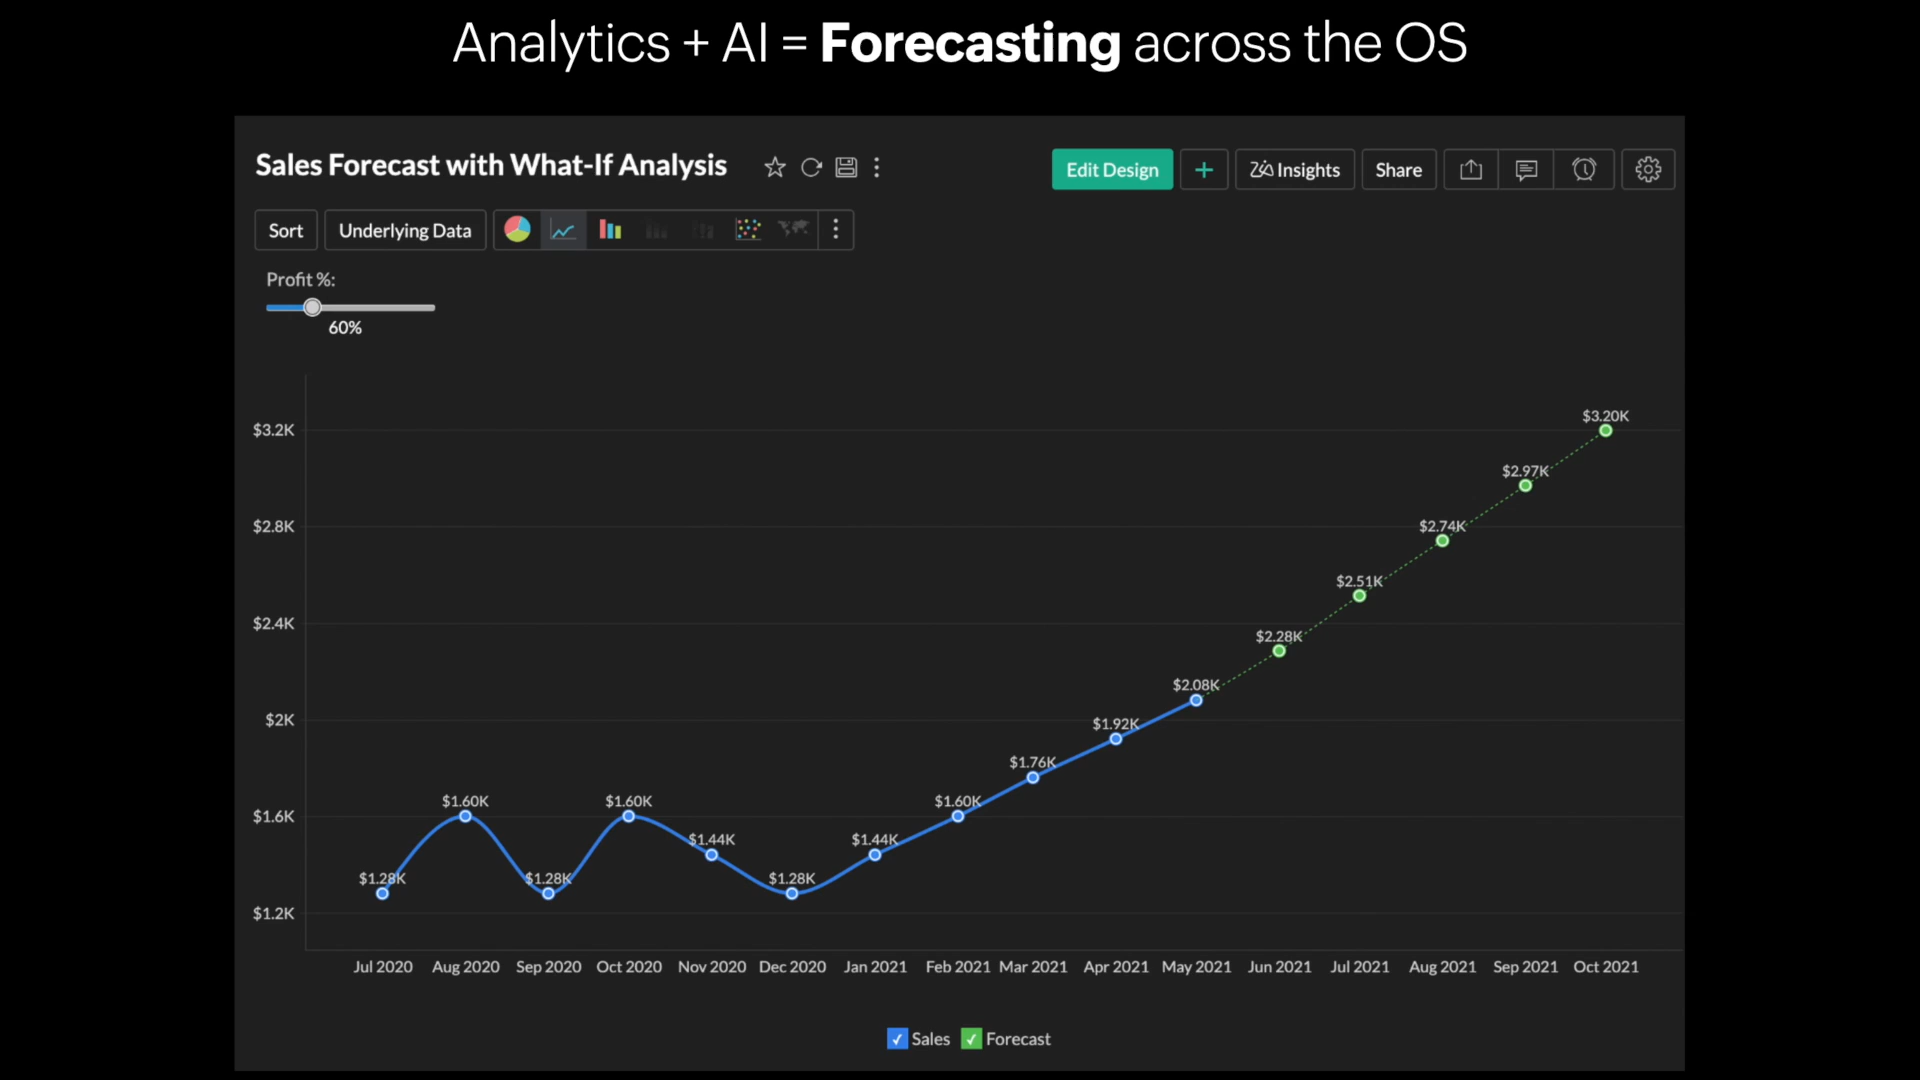 Analytics + AI = Forecasting across the OS
Sales Forecast with What-If Analysis
Edit Design
+
Insights
Share
Sort
Underlying Data
Profit %:
60%
$3.2K
$2.8K
$2.4K
$2K
$1.6K
$1.2K
$1.28K
$1.60K
$1.28K
$1.60K
$1.44K
$1.28K
$1.44K
$1.60K
$1.76K
$1.92K
$2.08K
$2.28K
$2.51K
$2.74K
$2.97K
$3.20K
Jul 2020
Aug 2020
Sep 2020
Oct 2020
Nov 2020
Dec 2020
Jan 2021
Feb 2021
Mar 2021
Apr 2021
May 2021
Jun 2021
Jul 2021
Aug 2021
Sep 2021
Oct 2021
Sales
Forecast